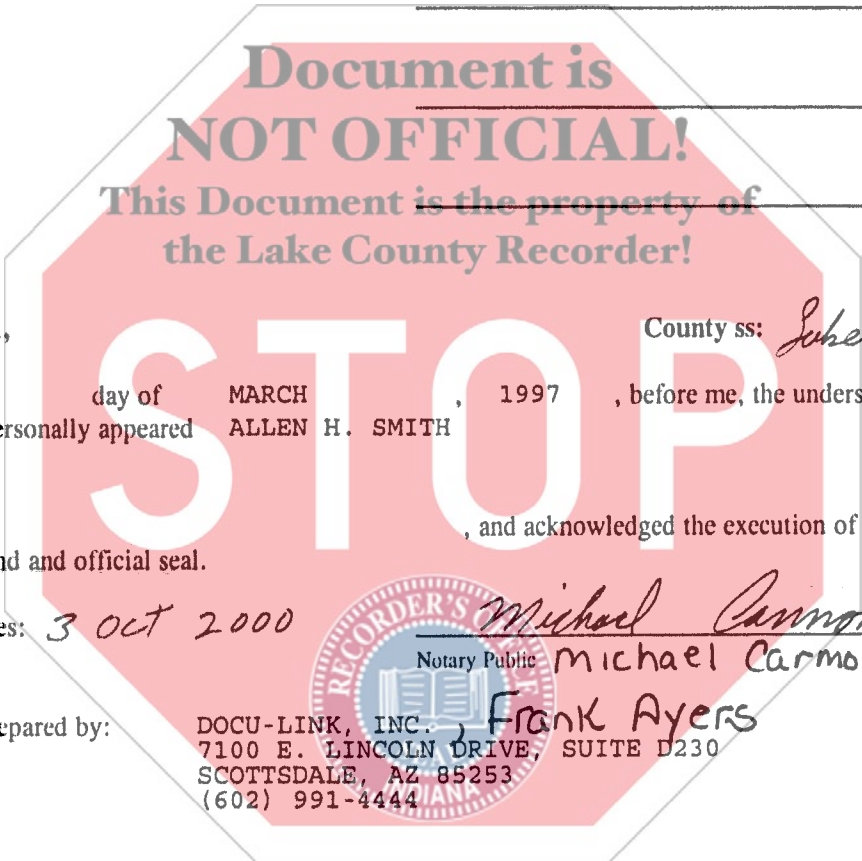 Document is
NOT OFFICIAL!
This Document is the property of
the Lake County Recorder!
STOP
County ss:
day of MARCH , 1997 , before me, the unders
ersonally appeared ALLEN H. SMITH
, and acknowledged the execution of
nd and official seal.
es: 3 OCT 2000
RECORDER'S OFFICE
Notary Public Michael Carmo
epared by: DOCU-LINK, INC. , Frank Ayers
7100 E. LINCOLN DRIVE, SUITE D230
SCOTTSDALE, AZ 85253
(602) 991-4444
INDIANA